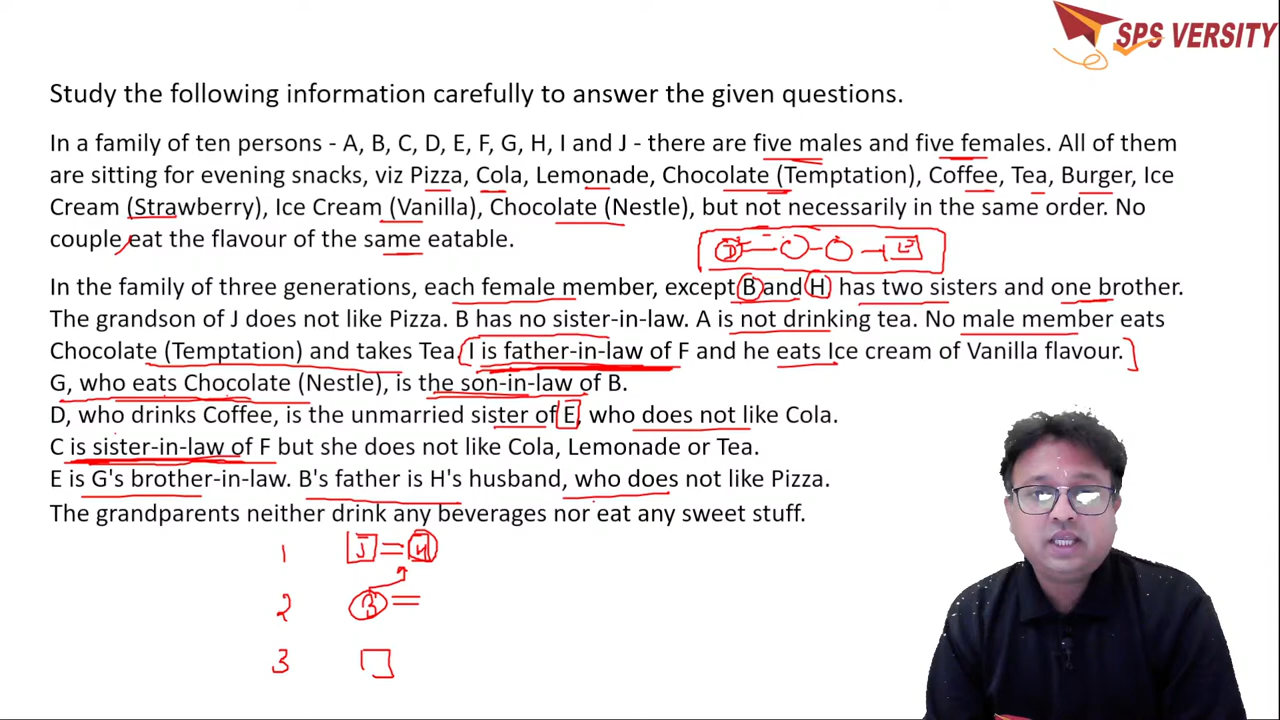 SPS VERSITY
Study the following information carefully to answer the given questions.
In a family of ten persons - A, B, C, D, E, F, G, H, I and J - there are five males and five females. All of them
are sitting for evening snacks, viz Pizza, Cola, Lemonade, Chocolate (Temptation), Coffee, Tea, Burger, Ice
Cream (Strawberry), Ice Cream (Vanilla), Chocolate (Nestle), but not necessarily in the same order. No
couple eat the flavour of the same eatable.
D
E
In the family of three generations, each female member, except B and H has two sisters and one brother.
The grandson of J does not like Pizza. B has no sister-in-law. A is not drinking tea. No male member eats
Chocolate (Temptation) and takes Tea. I is father-in-law of F and he eats Ice cream of Vanilla flavour.
G, who eats Chocolate (Nestle), is the son-in-law of B.
D, who drinks Coffee, is the unmarried sister of E, who does not like Cola.
C is sister-in-law of F but she does not like Cola, Lemonade or Tea.
E is G's brother-in-law. B's father is H's husband, who does not like Pizza.
The grandparents neither drink any beverages nor eat any sweet stuff.
1 J = H
2 B =
3